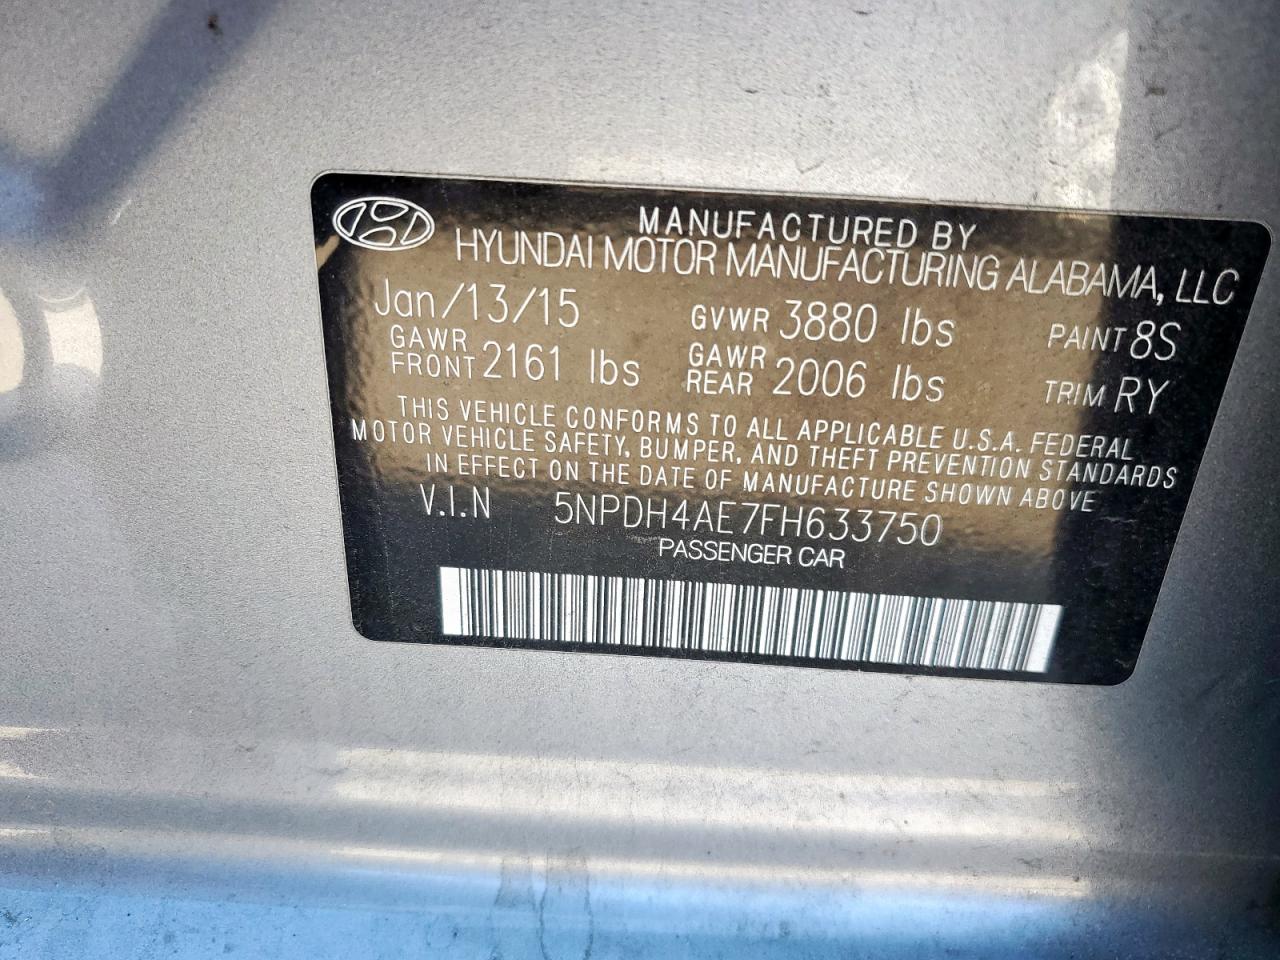 MANUFACTURED BY
HYUNDAI MOTOR MANUFACTURING ALABAMA, LLC
Jan/13/15 GVWR 3880 lbs PAINT 8S
GAWR FRONT 2161 lbs GAWR REAR 2006 lbs TRIM RY
THIS VEHICLE CONFORMS TO ALL APPLICABLE U.S.A. FEDERAL
MOTOR VEHICLE SAFETY, BUMPER, AND THEFT PREVENTION STANDARDS
IN EFFECT ON THE DATE OF MANUFACTURE SHOWN ABOVE
V.I.N 5NPDH4AE7FH633750
PASSENGER CAR